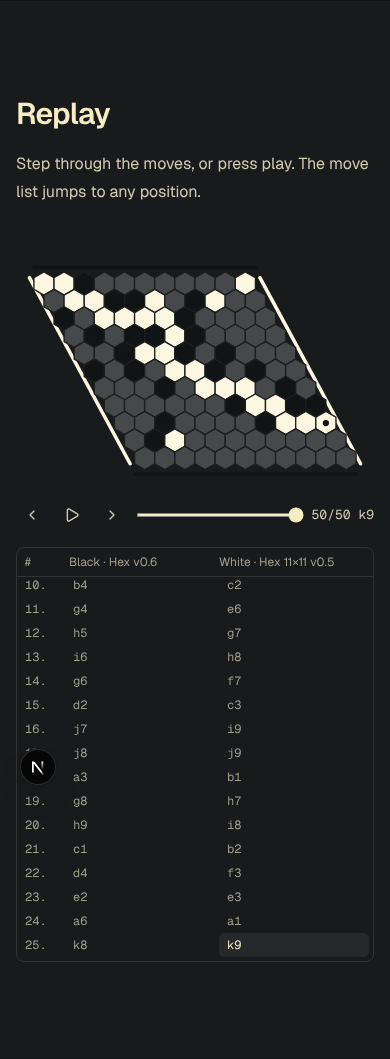 Replay
Step through the moves, or press play. The move
list jumps to any position.
50/50 k9
# Black · Hex v0.6 White · Hex 11×11 v0.5
10. b4 c2
11. g4 e6
12. h5 g7
13. i6 h8
14. g6 f7
15. d2 c3
16. j7 i9
j8 j9
a3 b1
19. g8 h7
20. h9 i8
21. c1 b2
22. d4 f3
23. e2 e3
24. a6 a1
25. k8 k9
N